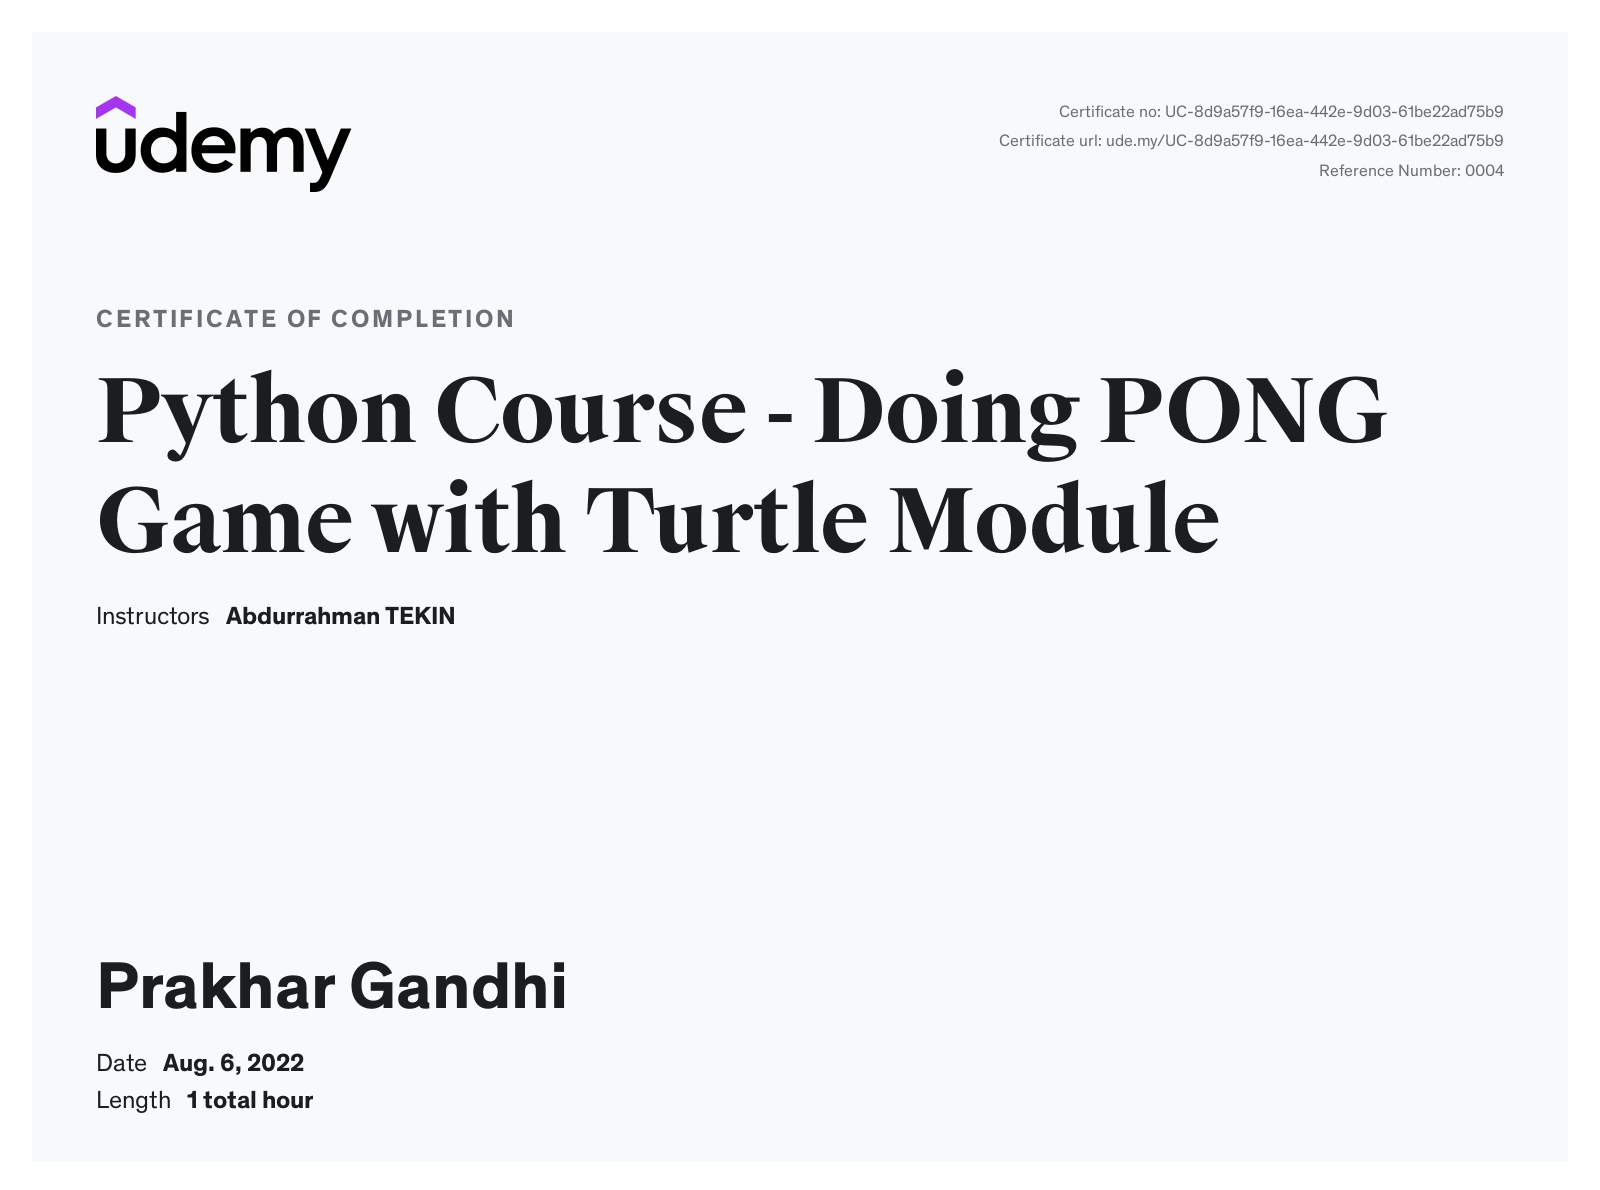 udemy
Certificate no: UC-8d9a57f9-16ea-442e-9d03-61be22ad75b9
Certificate url: ude.my/UC-8d9a57f9-16ea-442e-9d03-61be22ad75b9
Reference Number: 0004
CERTIFICATE OF COMPLETION
Python Course - Doing PONG
Game with Turtle Module
Instructors Abdurrahman TEKIN
Prakhar Gandhi
Date Aug. 6, 2022
Length 1 total hour